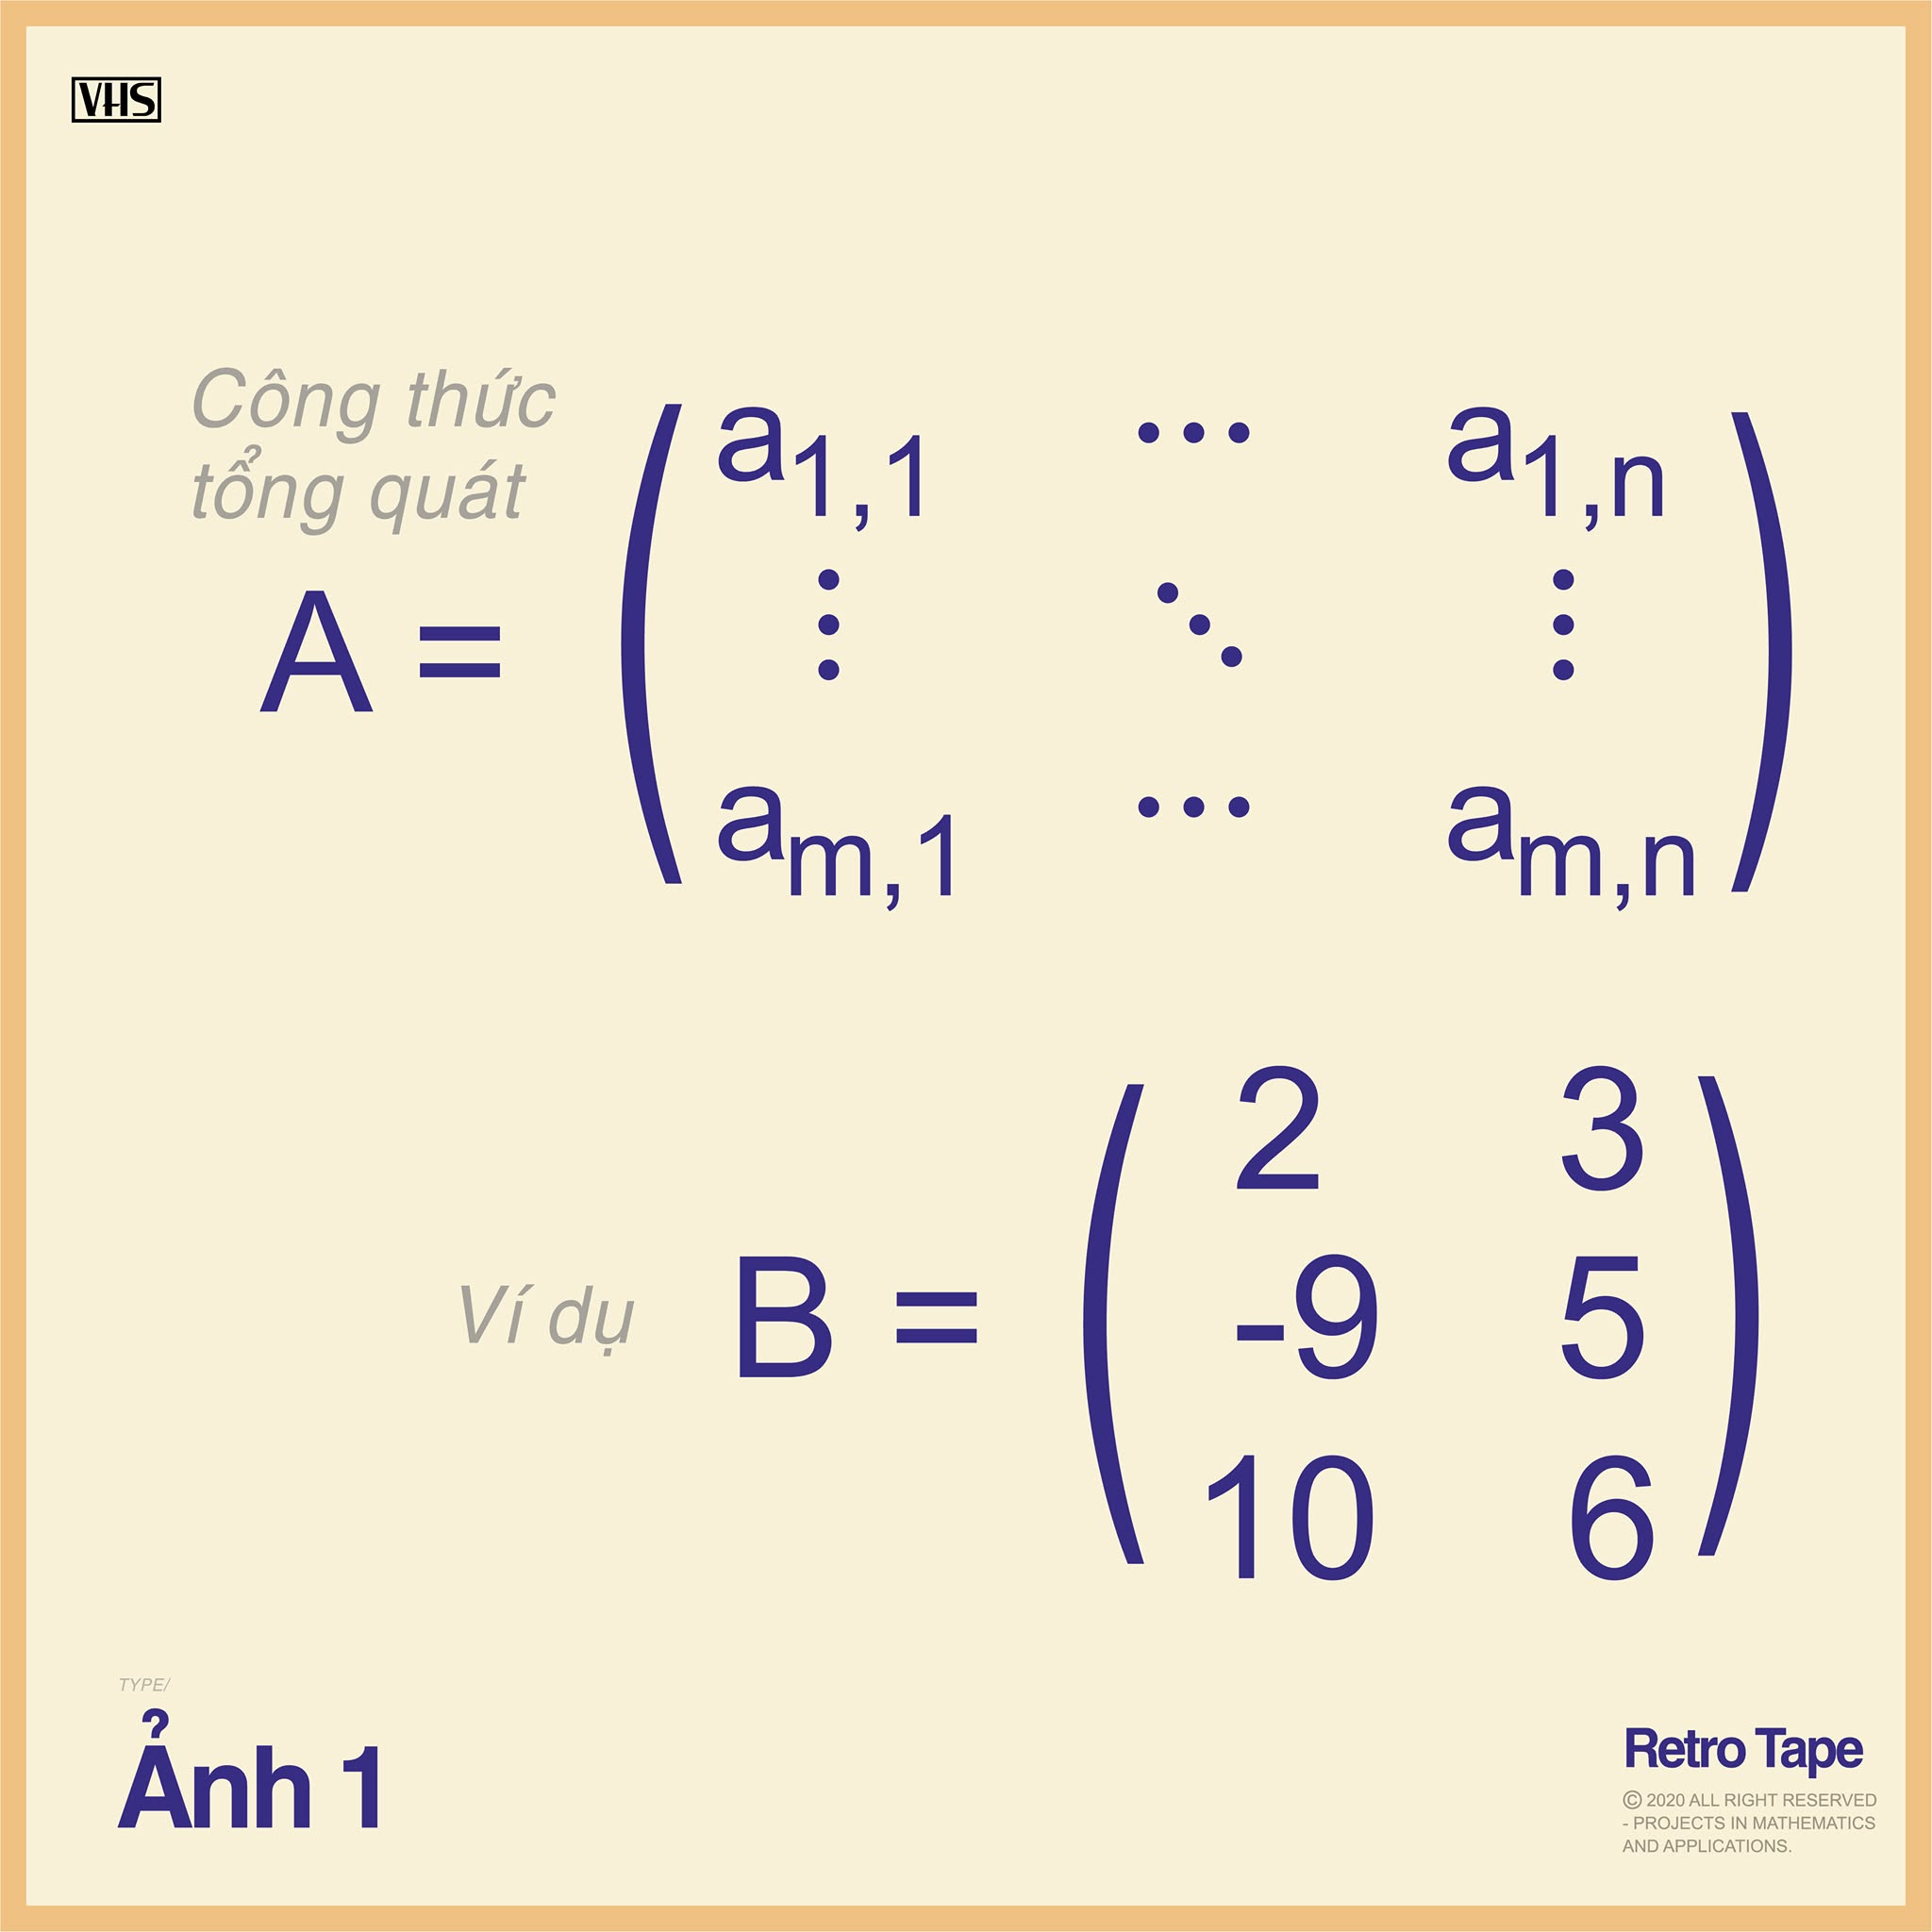 VHS
Công thức
tổng quát
A = ( a1,1 ... a1,n
⋮ ⋱ ⋮
am,1 ... am,n )
2 3
Ví dụ B = ( -9 5 )
10 6
TYPE/
Ảnh 1
Retro Tape
© 2020 ALL RIGHT RESERVED
- PROJECTS IN MATHEMATICS
AND APPLICATIONS.